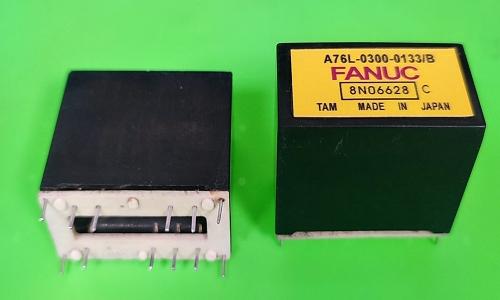 A76L-0300-0133/B
FANUC
8N06628 C
TAM MADE IN JAPAN